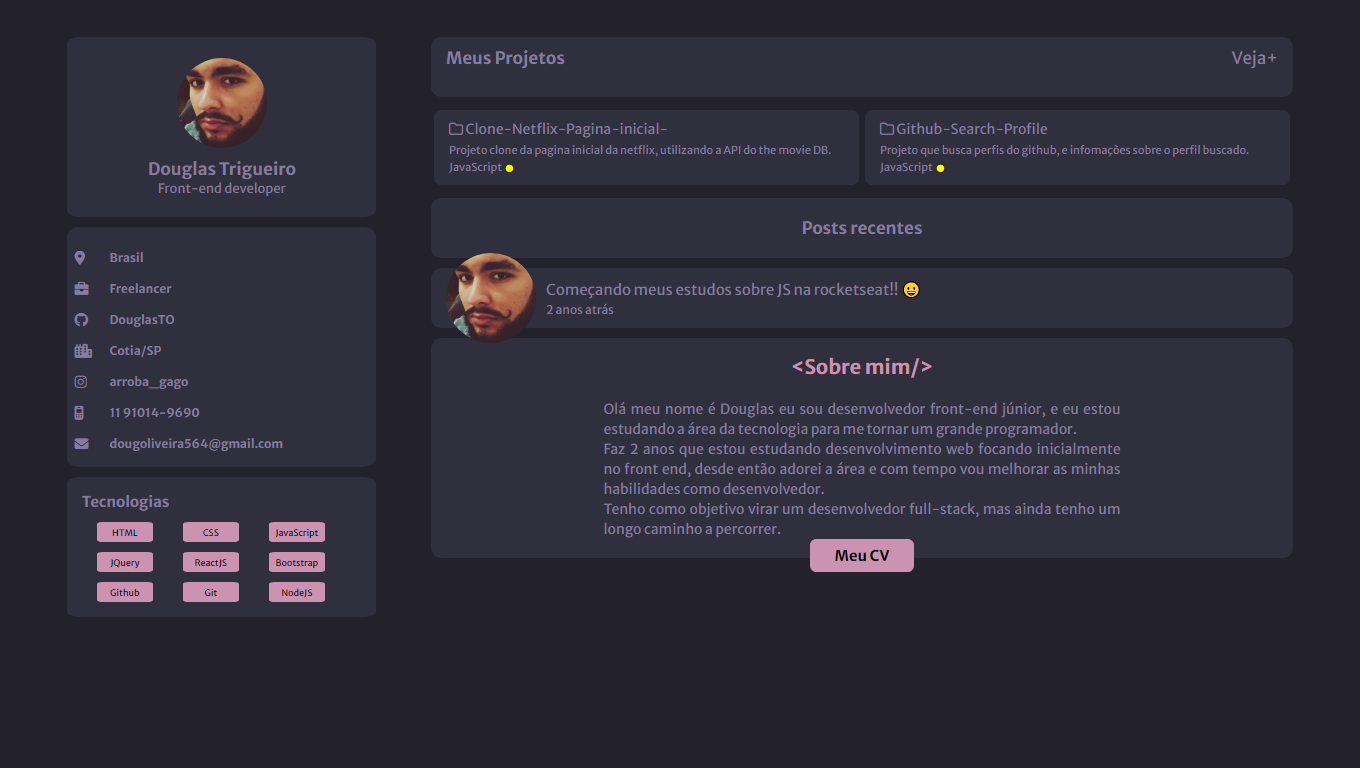 Douglas Trigueiro
Front-end developer
Brasil
Freelancer
DouglasTO
Cotia/SP
arroba_gago
11 91014-9690
dougoliveira564@gmail.com
Tecnologias
HTML CSS JavaScript
JQuery ReactJS Bootstrap
Github Git NodeJS
Meus Projetos Veja+
Clone-Netflix-Pagina-inicial-
Projeto clone da pagina inicial da netflix, utilizando a API do the movie DB.
JavaScript
Github-Search-Profile
Projeto que busca perfis do github, e infomações sobre o perfil buscado.
JavaScript
Posts recentes
Começando meus estudos sobre JS na rocketseat!! 😀
2 anos atrás
<Sobre mim/>
Olá meu nome é Douglas eu sou desenvolvedor front-end júnior, e eu estou
estudando a área da tecnologia para me tornar um grande programador.
Faz 2 anos que estou estudando desenvolvimento web focando inicialmente
no front end, desde então adorei a área e com tempo vou melhorar as minhas
habilidades como desenvolvedor.
Tenho como objetivo virar um desenvolvedor full-stack, mas ainda tenho um
longo caminho a percorrer.
Meu CV